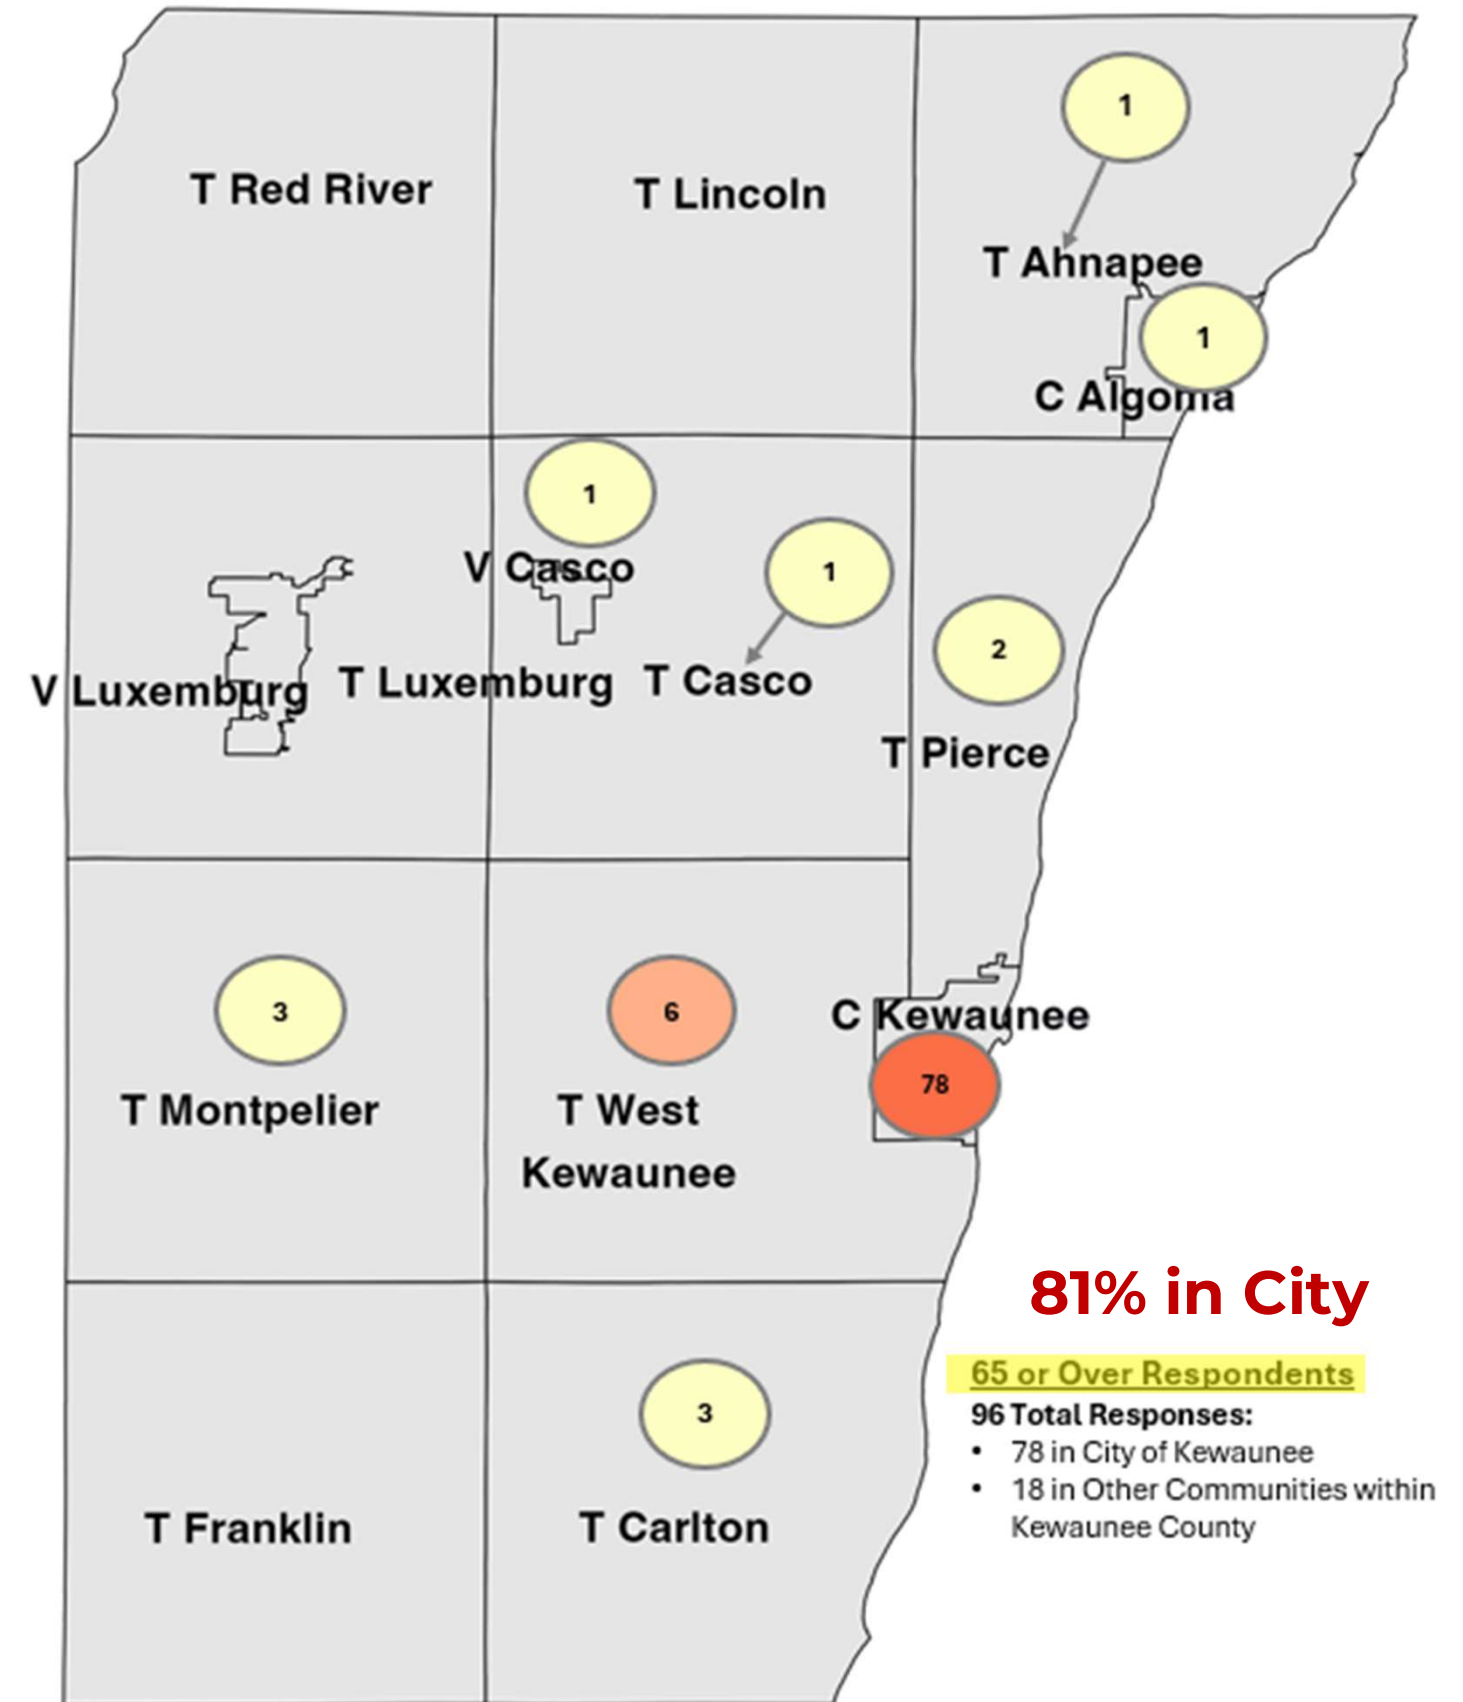 1
T Red River
T Lincoln
T Ahnapee
1
C Algoma
1
V Casco
1
2
V Luxemburg
T Luxemburg
T Casco
T Pierce
3
6
C Kewaunee
78
T Montpelier
T West
Kewaunee
81% in City
65 or Over Respondents
96 Total Responses:
• 78 in City of Kewaunee
• 18 in Other Communities within
Kewaunee County
3
T Franklin
T Carlton